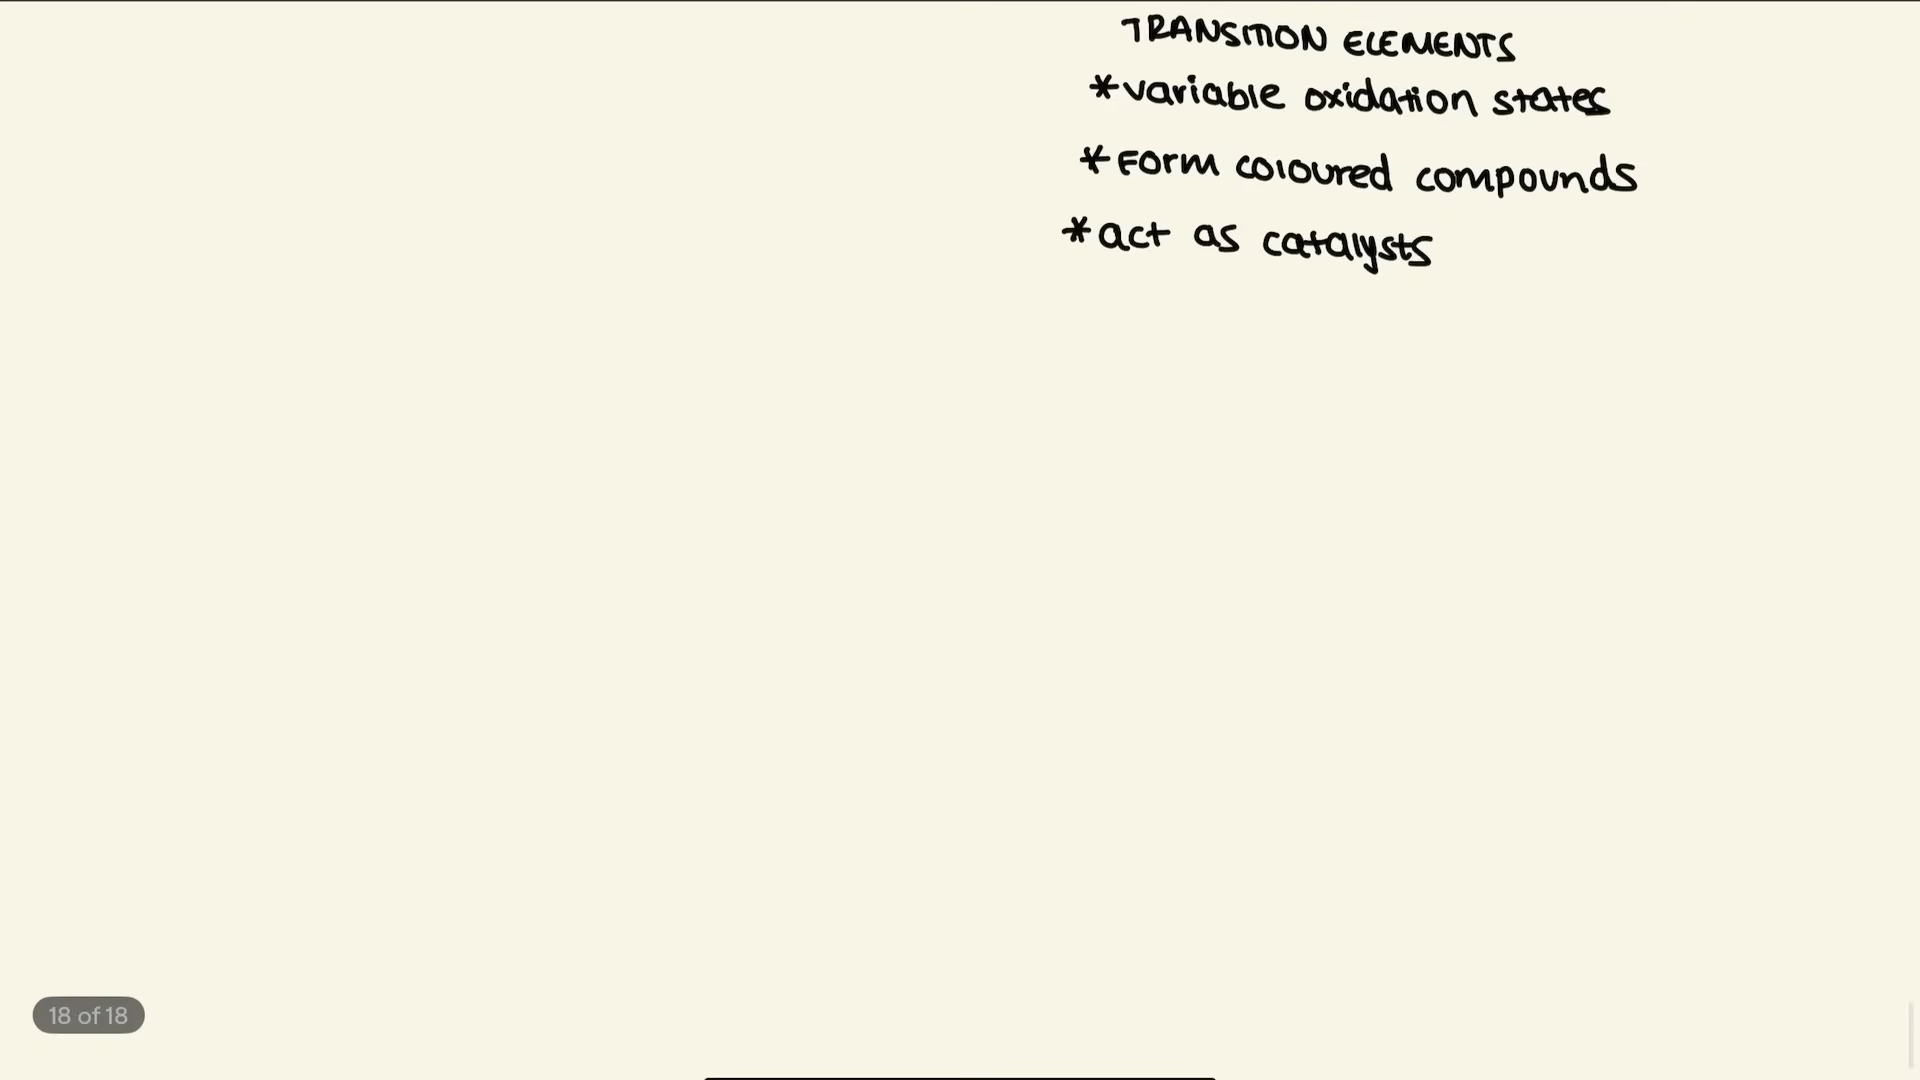 TRANSITION ELEMENTS
*variable oxidation states
*Form coloured compounds
*act as catalysts
18 of 18